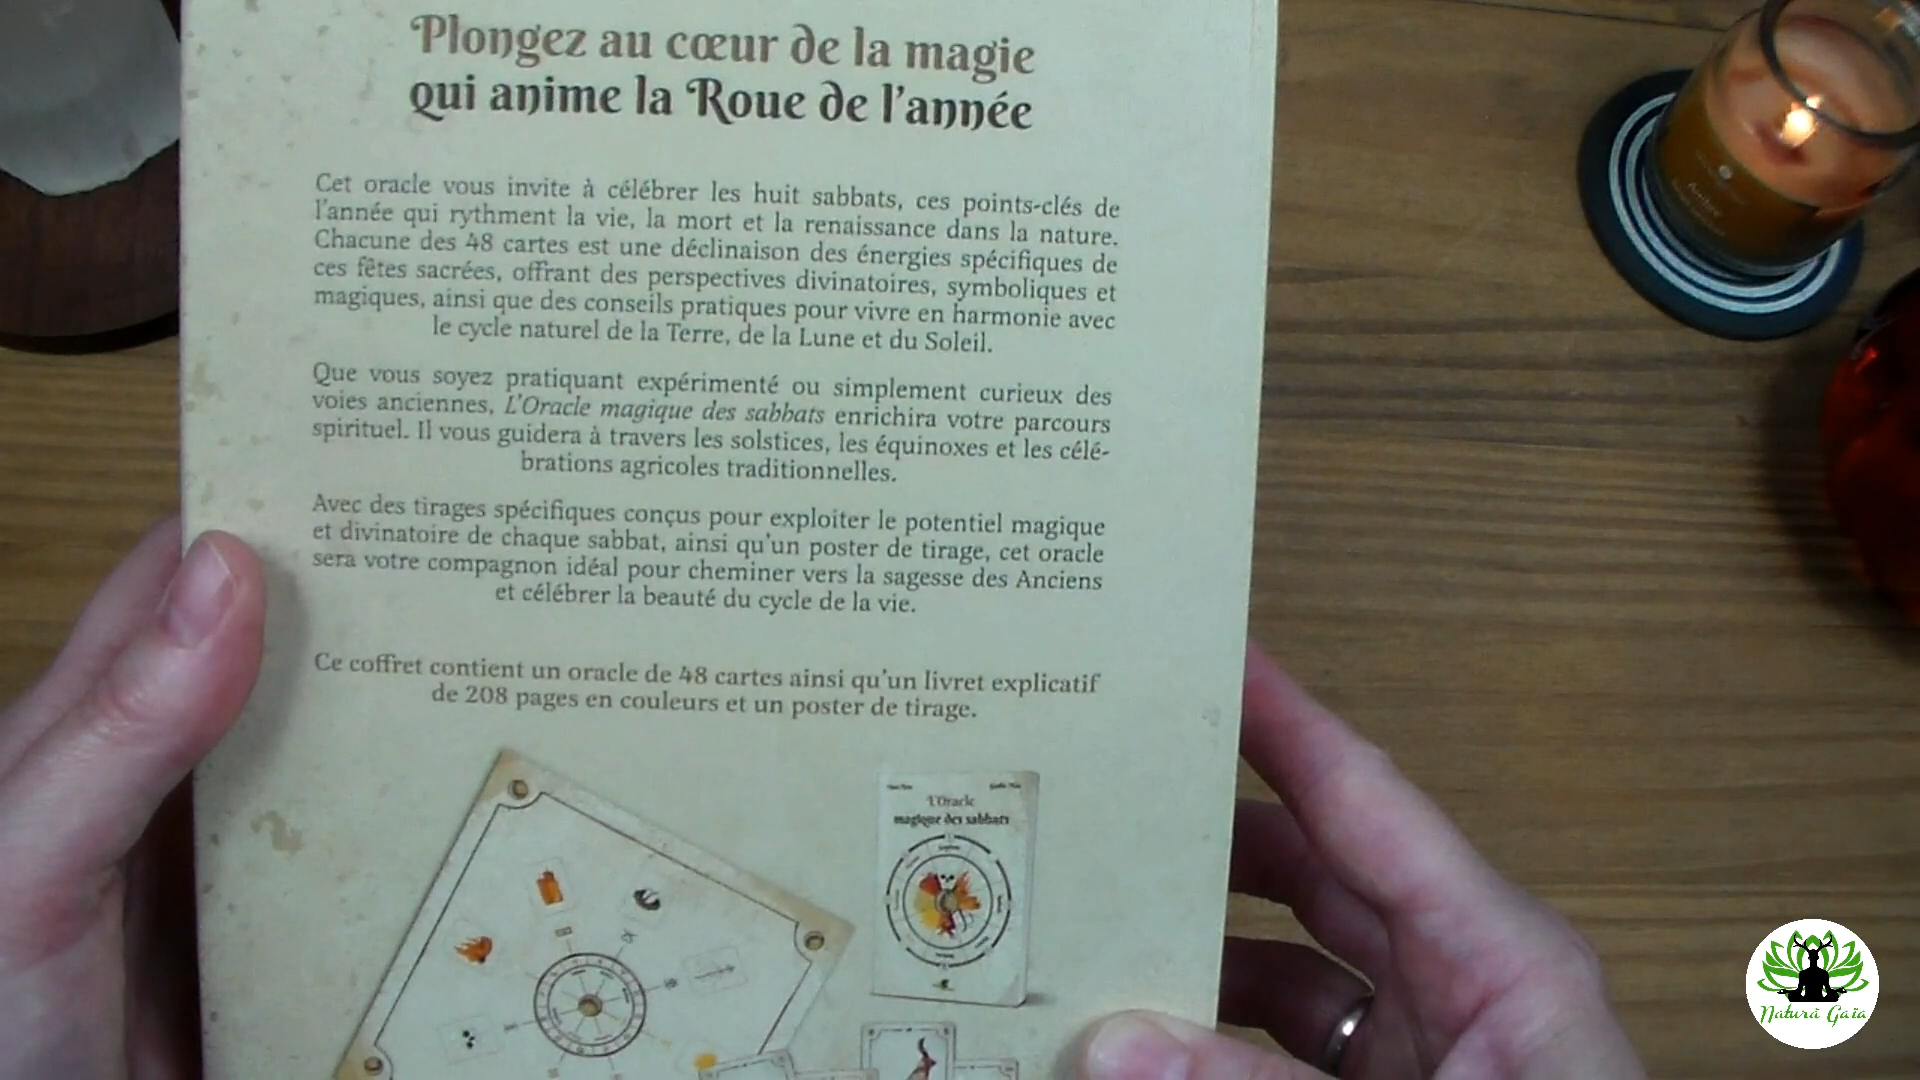 Plongez au cœur de la magie
qui anime la Roue de l'année
Cet oracle vous invite à célébrer les huit sabbats, ces points-clés de
l'année qui rythment la vie, la mort et la renaissance dans la nature.
Chacune des 48 cartes est une déclinaison des énergies spécifiques de
ces fêtes sacrées, offrant des perspectives divinatoires, symboliques et
magiques, ainsi que des conseils pratiques pour vivre en harmonie avec
le cycle naturel de la Terre, de la Lune et du Soleil.
Que vous soyez pratiquant expérimenté ou simplement curieux des
voies anciennes, L'Oracle magique des sabbats enrichira votre parcours
spirituel. Il vous guidera à travers les solstices, les équinoxes et les célé-
brations agricoles traditionnelles.
Avec des tirages spécifiques conçus pour exploiter le potentiel magique
et divinatoire de chaque sabbat, ainsi qu'un poster de tirage, cet oracle
sera votre compagnon idéal pour cheminer vers la sagesse des Anciens
et célébrer la beauté du cycle de la vie.
Ce coffret contient un oracle de 48 cartes ainsi qu'un livret explicatif
de 208 pages en couleurs et un poster de tirage.
L'Oracle
magique des sabbats
Natura Gaïa